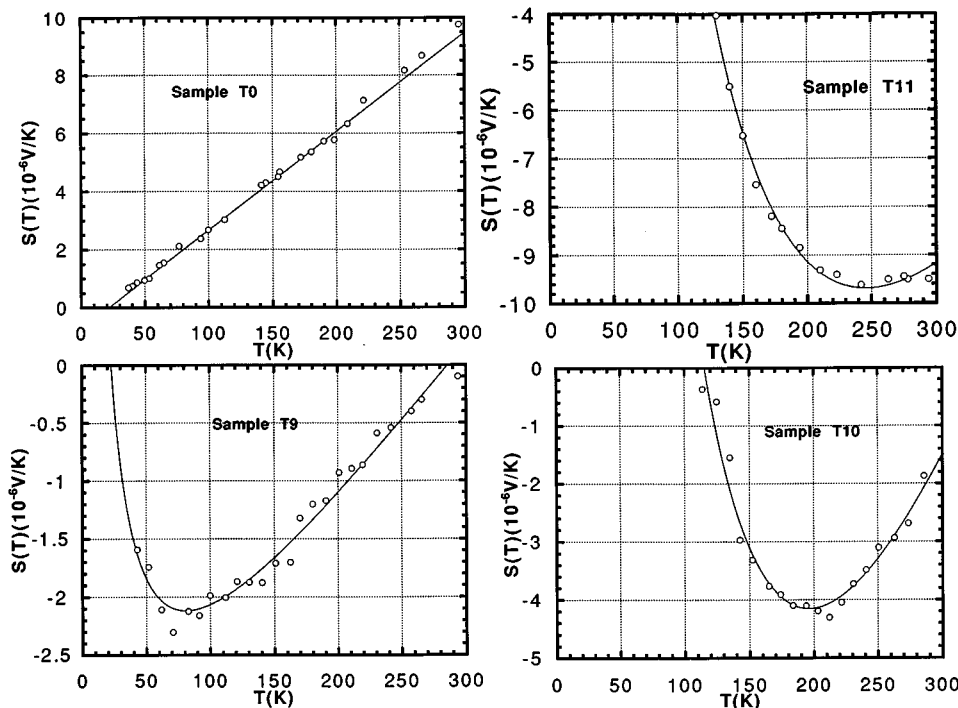 10
8
6
4
2
0
S(T)(10⁻⁶V/K)
Sample T0
0 50 100 150 200 250 300
T(K)
-4
-5
-6
-7
-8
-9
-10
S(T)(10⁻⁶V/K)
Sample T11
0 50 100 150 200 250 300
T(K)
0
-0.5
-1
-1.5
-2
-2.5
S(T)(10⁻⁶V/K)
Sample T9
0 50 100 150 200 250 300
T(K)
0
-1
-2
-3
-4
-5
S(T)(10⁻⁶V/K)
Sample T10
0 50 100 150 200 250 300
T(K)